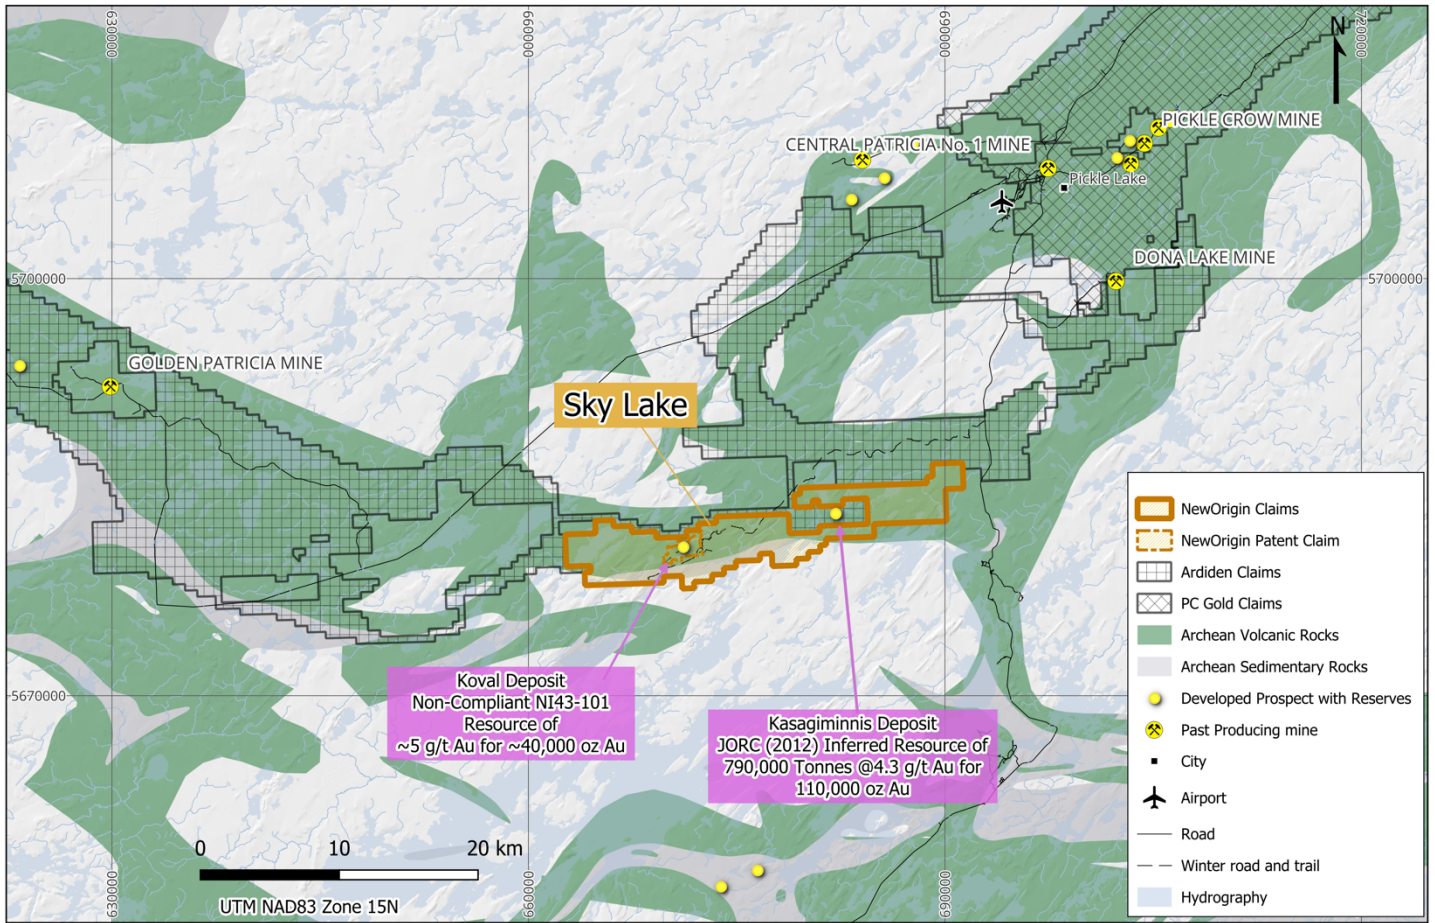 630000
660000
690000
720000
N
PICKLE CROW MINE
CENTRAL PATRICIA No. 1 MINE
Pickle Lake
DONA LAKE MINE
5700000
5700000
GOLDEN PATRICIA MINE
Sky Lake
NewOrigin Claims
NewOrigin Patent Claim
Ardiden Claims
PC Gold Claims
Archean Volcanic Rocks
Archean Sedimentary Rocks
Developed Prospect with Reserves
Past Producing mine
City
Airport
Road
Winter road and trail
Hydrography
Koval Deposit
Non-Compliant NI43-101
Resource of
~5 g/t Au for ~40,000 oz Au
5670000
Kasagiminnis Deposit
JORC (2012) Inferred Resource of
790,000 Tonnes @4.3 g/t Au for
110,000 oz Au
0 10 20 km
UTM NAD83 Zone 15N
630000
660000
690000